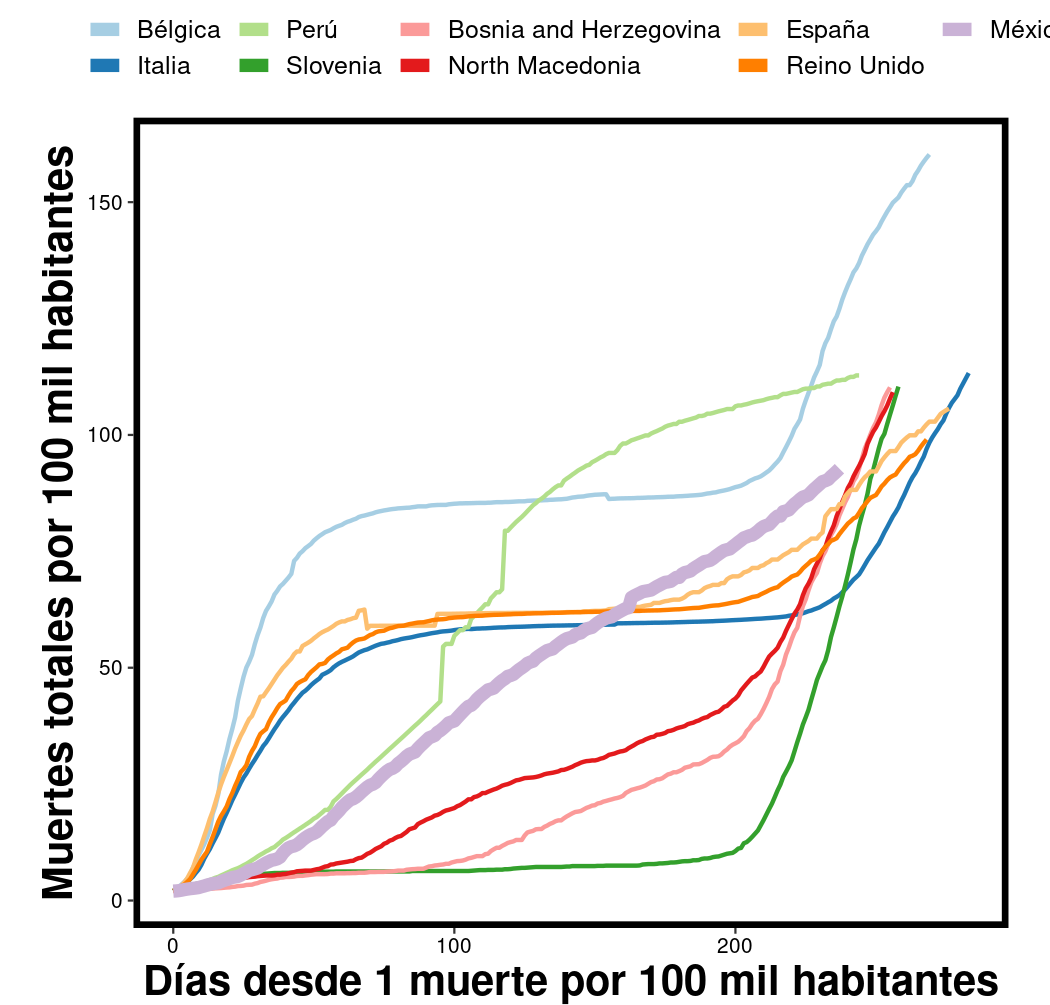 Bélgica Perú Bosnia and Herzegovina España Méxic
Italia Slovenia North Macedonia Reino Unido
Muertes totales por 100 mil habitantes
150
100
50
0
0 100 200
Días desde 1 muerte por 100 mil habitantes